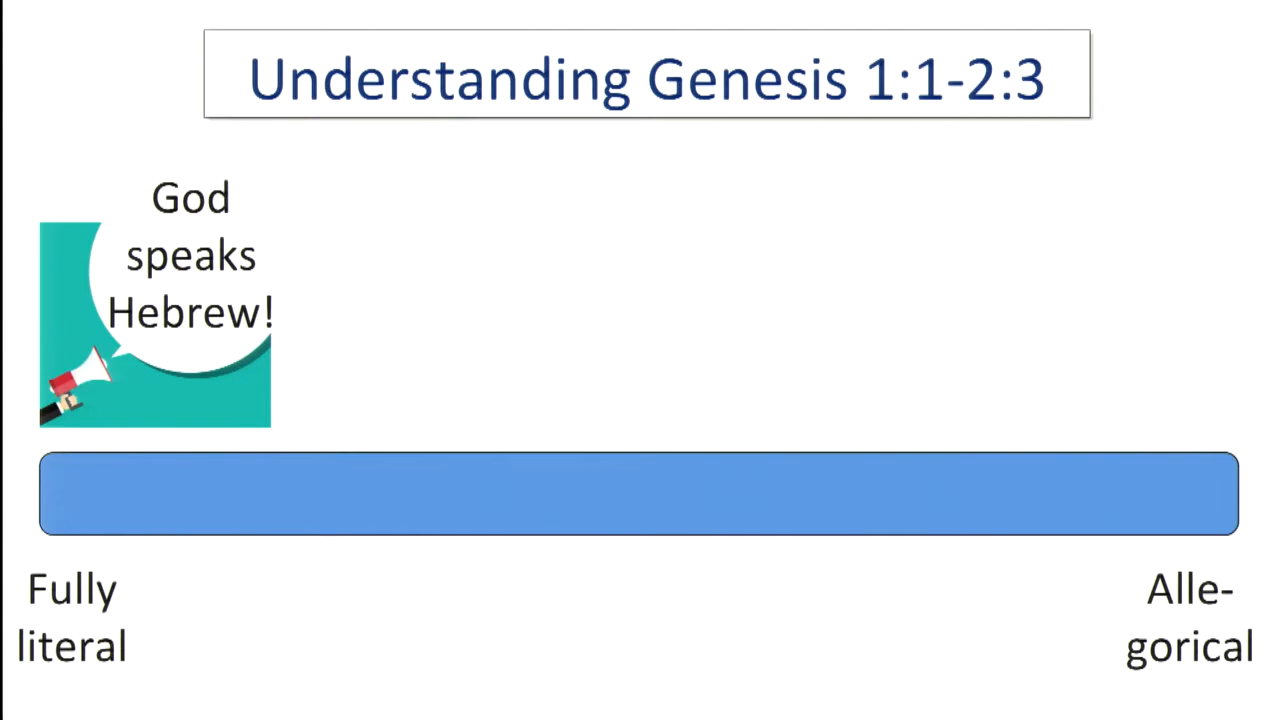 Understanding Genesis 1:1-2:3
God
speaks
Hebrew!
Fully
literal
Alle-
gorical